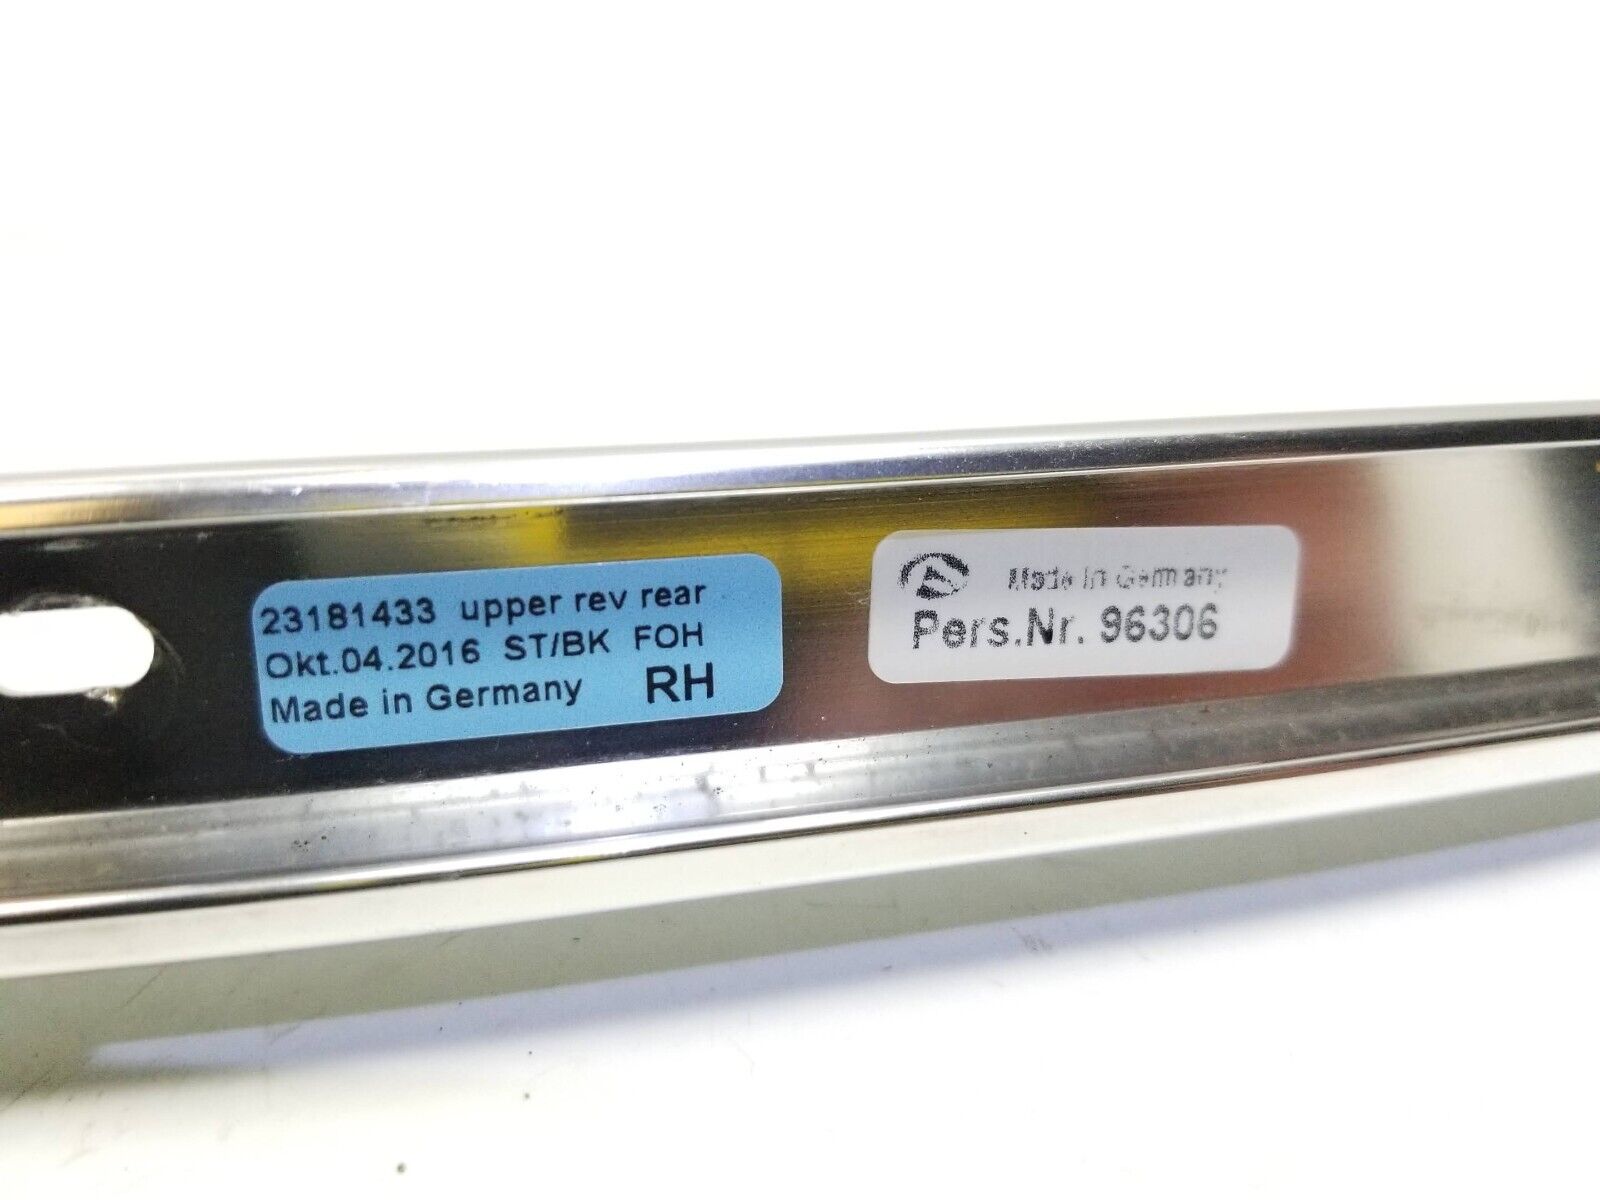 23181433 upper rev rear
Okt.04.2016 ST/BK FOH
Made in Germany RH
Made In Germany
Pers.Nr. 96306